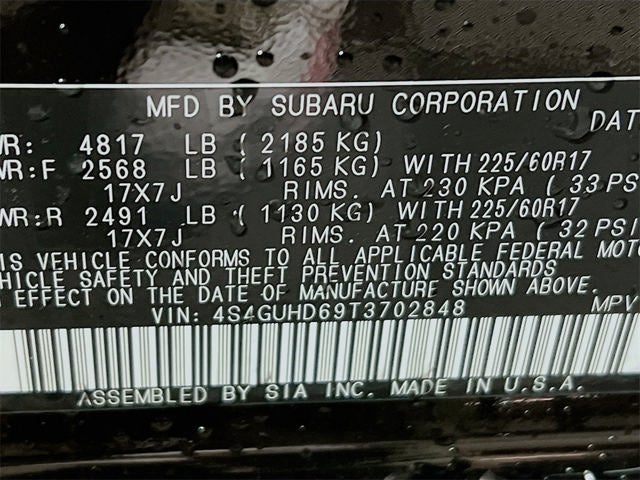 MFD BY SUBARU CORPORATION DAT
WR: 4817 LB ( 2185 KG)
WR:F 2568 LB ( 1165 KG) WITH 225/60R17
17X7J RIMS. AT 230 KPA ( 33 PS
WR:R 2491 LB ( 1130 KG) WITH 225/60R17
17X7J RIMS. AT 220 KPA ( 32 PSI
IS VEHICLE CONFORMS TO ALL APPLICABLE FEDERAL MOTO
HICLE SAFETY AND THEFT PREVENTION STANDARDS
EFFECT ON THE DATE OF MANUFACTURE SHOWN ABOVE.
VIN: 4S4GUHD69T3702848 MPV
ASSEMBLED BY SIA INC. MADE IN U.S.A.